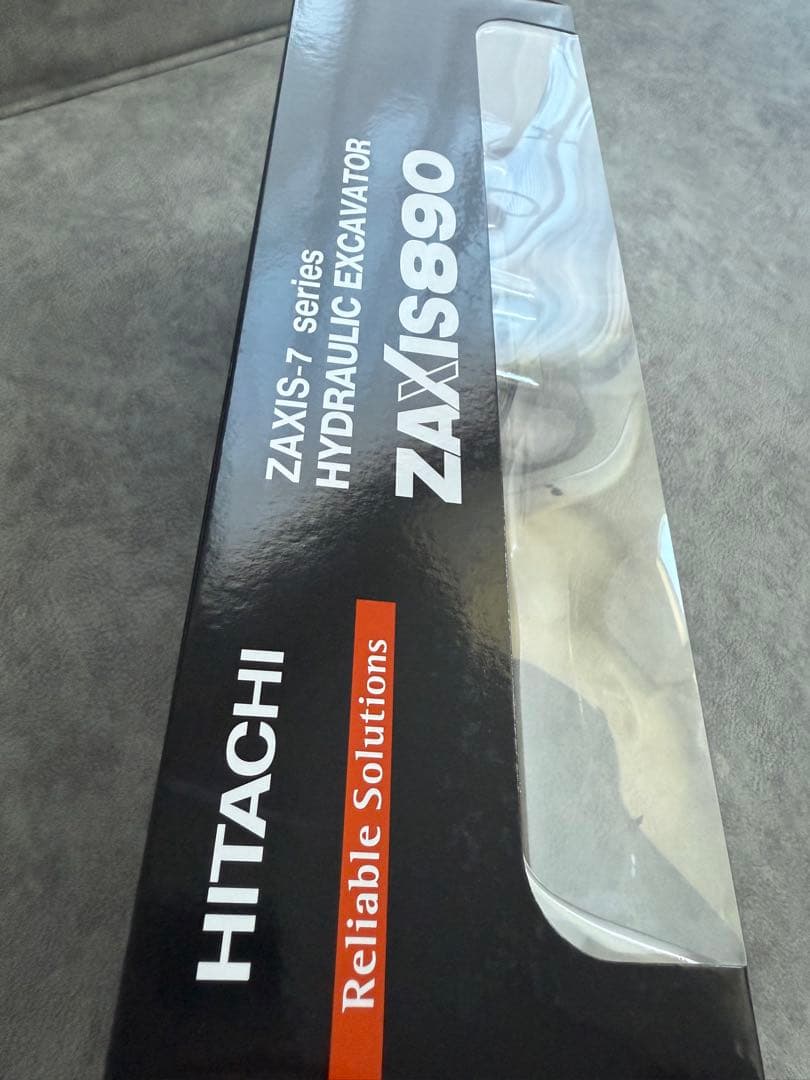 HITACHI
Reliable Solutions
ZAXIS-7 series
HYDRAULIC EXCAVATOR
ZAXIS890